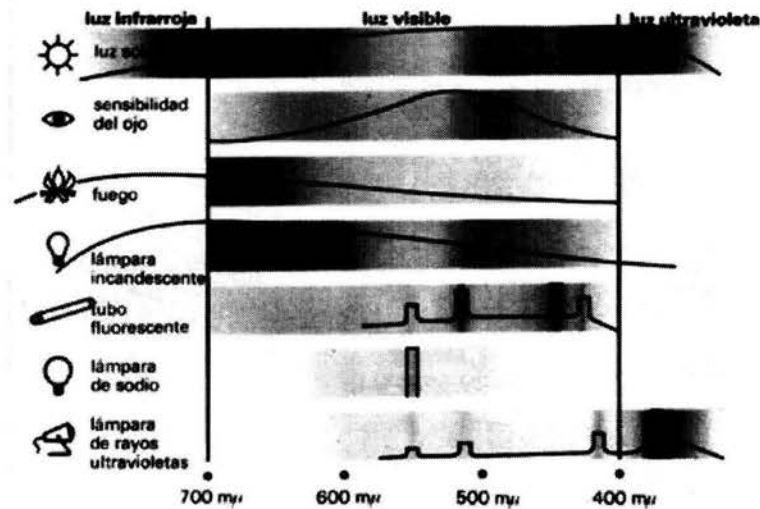 luz infrarroja luz visible luz ultravioleta
luz
sensibilidad
del ojo
fuego
lámpara
incandescente
tubo
fluorescente
lámpara
de sodio
lámpara
de rayos
ultravioletas
700 mµ 600 mµ 500 mµ 400 mµ